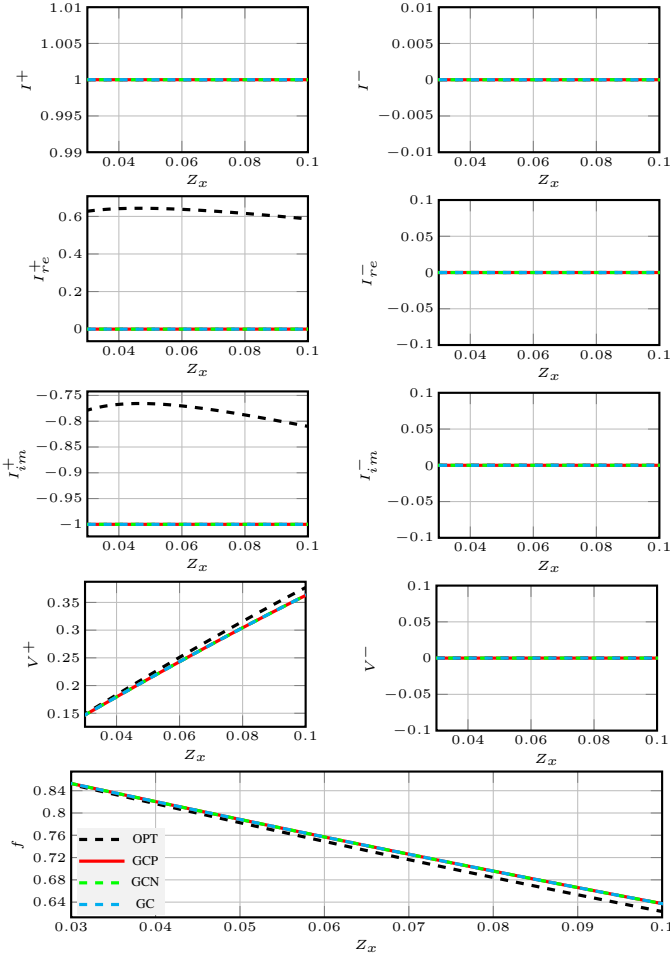 1.01
1.005
1
0.995
0.99
I^+
0.04 0.06 0.08 0.1
Z_x
0.01
0.005
0
−0.005
−0.01
I^−
0.04 0.06 0.08 0.1
Z_x
0.6
0.4
0.2
0
I^+_{re}
0.04 0.06 0.08 0.1
Z_x
0.1
0.05
0
−0.05
−0.1
I^−_{re}
0.04 0.06 0.08 0.1
Z_x
−0.75
−0.8
−0.85
−0.9
−0.95
−1
I^+_{im}
0.04 0.06 0.08 0.1
Z_x
0.1
0.05
0
−0.05
−0.1
I^−_{im}
0.04 0.06 0.08 0.1
Z_x
0.35
0.3
0.25
0.2
0.15
V^+
0.04 0.06 0.08 0.1
Z_x
0.1
0.05
0
−0.05
−0.1
V^−
0.04 0.06 0.08 0.1
Z_x
0.84
0.8
0.76
0.72
0.68
0.64
f
OPT
GCP
GCN
GC
0.03 0.04 0.05 0.06 0.07 0.08 0.09 0.1
Z_x